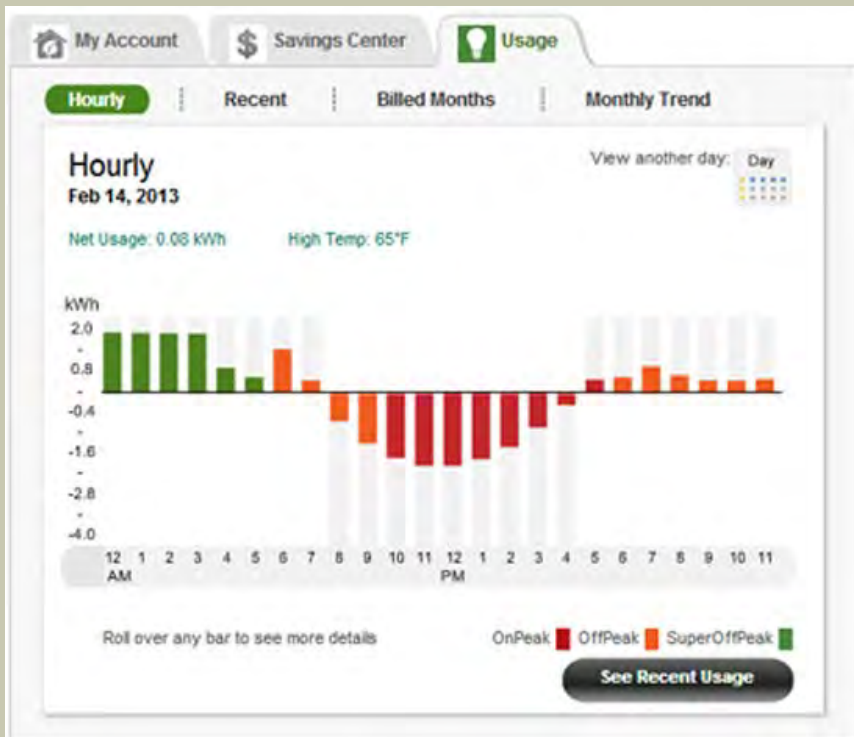 My Account
Savings Center
Usage
Hourly
Recent
Billed Months
Monthly Trend
Hourly
View another day: Day
Feb 14, 2013
Net Usage: 0.08 kWh
High Temp: 65°F
kWh
2.0
-
0.8
-
-0.4
-
-1.6
-
-2.8
-
-4.0
12 1 2 3 4 5 6 7 8 9 10 11 12 1 2 3 4 5 6 7 8 9 10 11
AM PM
Roll over any bar to see more details
OnPeak OffPeak SuperOffPeak
See Recent Usage